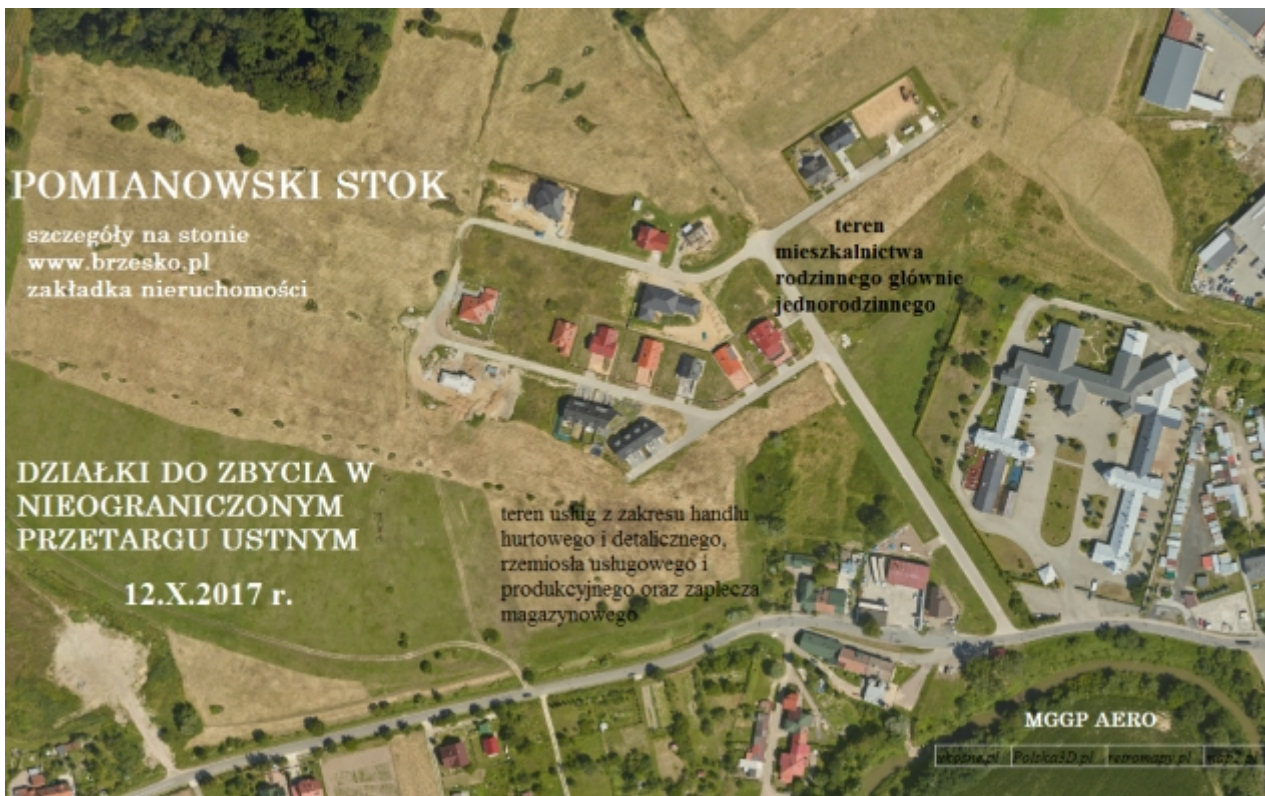 POMIANOWSKI STOK
szczegóły na stonie
www.brzesko.pl
zakładka nieruchomości
teren
mieszkalnictwa
rodzinnego głównie
jednorodzinnego
DZIAŁKI DO ZBYCIA W
NIEOGRANICZONYM
PRZETARGU USTNYM
12.X.2017 r.
teren usług z zakresu handlu
hurtowego i detalicznego,
rzemiosła usługowego i
produkcyjnego oraz zaplecza
magazynowego
MGGP AERO
ukosne.pl Polska3D.pl retromapy.pl